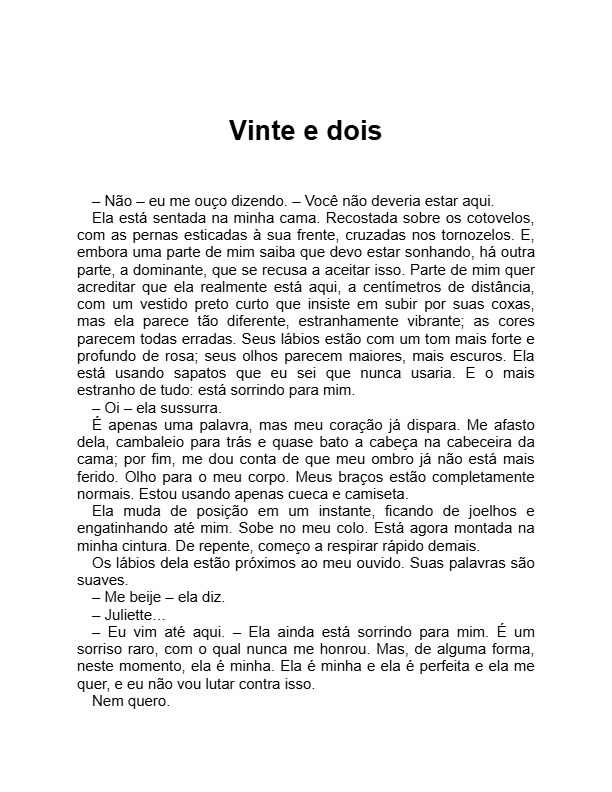 Vinte e dois
– Não – eu me ouço dizendo. – Você não deveria estar aqui.
Ela está sentada na minha cama. Recostada sobre os cotovelos,
com as pernas esticadas à sua frente, cruzadas nos tornozelos. E,
embora uma parte de mim saiba que devo estar sonhando, há outra
parte, a dominante, que se recusa a aceitar isso. Parte de mim quer
acreditar que ela realmente está aqui, a centímetros de distância,
com um vestido preto curto que insiste em subir por suas coxas,
mas ela parece tão diferente, estranhamente vibrante; as cores
parecem todas erradas. Seus lábios estão com um tom mais forte e
profundo de rosa; seus olhos parecem maiores, mais escuros. Ela
está usando sapatos que eu sei que nunca usaria. E o mais
estranho de tudo: está sorrindo para mim.
– Oi – ela sussurra.
É apenas uma palavra, mas meu coração já dispara. Me afasto
dela, cambaleio para trás e quase bato a cabeça na cabeceira da
cama; por fim, me dou conta de que meu ombro já não está mais
ferido. Olho para o meu corpo. Meus braços estão completamente
normais. Estou usando apenas cueca e camiseta.
Ela muda de posição em um instante, ficando de joelhos e
engatinhando até mim. Sobe no meu colo. Está agora montada na
minha cintura. De repente, começo a respirar rápido demais.
Os lábios dela estão próximos ao meu ouvido. Suas palavras são
suaves.
– Me beije – ela diz.
– Juliette…
– Eu vim até aqui. – Ela ainda está sorrindo para mim. É um
sorriso raro, com o qual nunca me honrou. Mas, de alguma forma,
neste momento, ela é minha. Ela é minha e ela é perfeita e ela me
quer, e eu não vou lutar contra isso.
Nem quero.